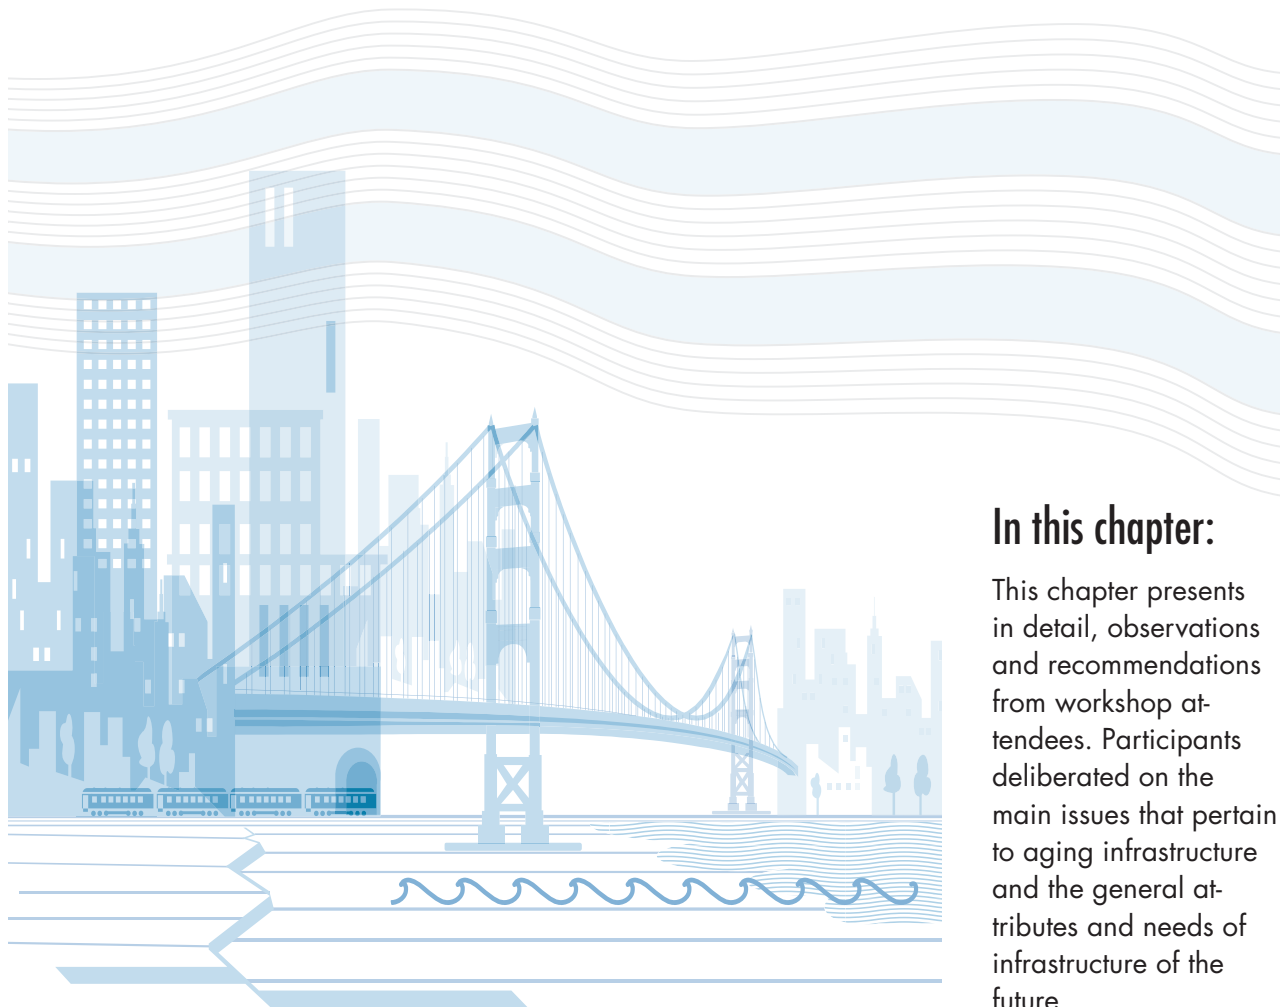 In this chapter:
This chapter presents
in detail, observations
and recommendations
from workshop at-
tendees. Participants
deliberated on the
main issues that pertain
to aging infrastructure
and the general at-
tributes and needs of
infrastructure of the
future